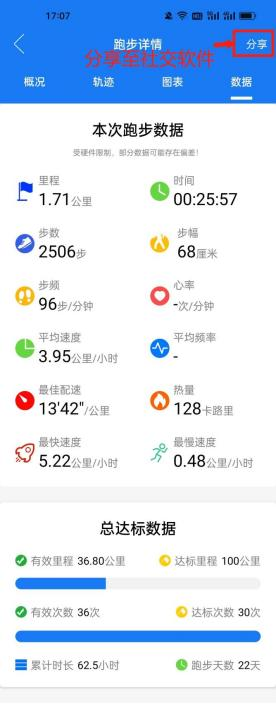 17:07
跑步详情
分享
分享至社交软件
概况 轨迹 图表 数据
本次跑步数据
受硬件限制，部分数据可能存在偏差！
里程 时间
1.71公里 00:25:57
步数 步幅
2506步 68厘米
步频 心率
96步/分钟 -次/分钟
平均速度 平均频率
3.95公里/小时 -
最佳配速 热量
13'42"/公里 128卡路里
最快速度 最慢速度
5.22公里/小时 0.48公里/小时
总达标数据
有效里程 36.80公里 达标里程 100公里
有效次数 36次 达标次数 30次
累计时长 62.5小时 跑步天数 22天